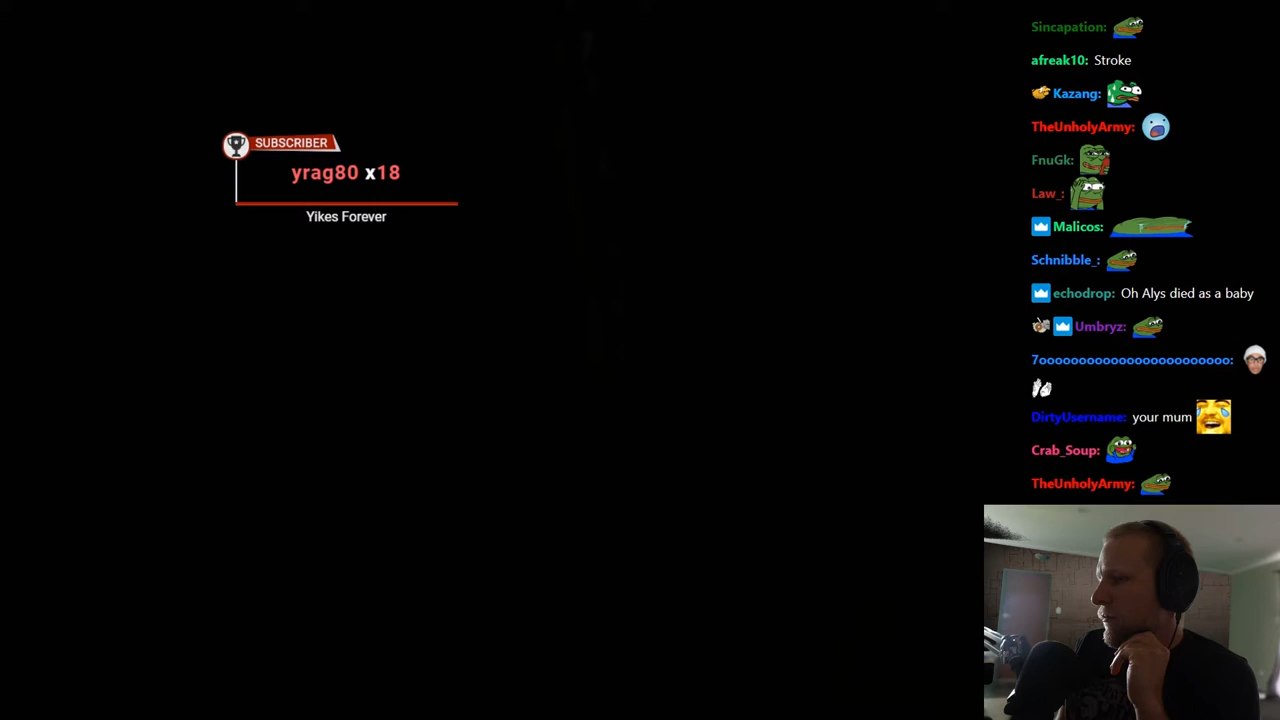 SUBSCRIBER
yrag80 x18
Yikes Forever
Sincapation:
afreak10: Stroke
Kazang:
TheUnholyArmy:
FnuGk:
Law_:
Malicos:
Schnibble_:
echodrop: Oh Alys died as a baby
Umbryz:
7oooooooooooooooooooooooo:
DirtyUsername: your mum
Crab_Soup:
TheUnholyArmy: